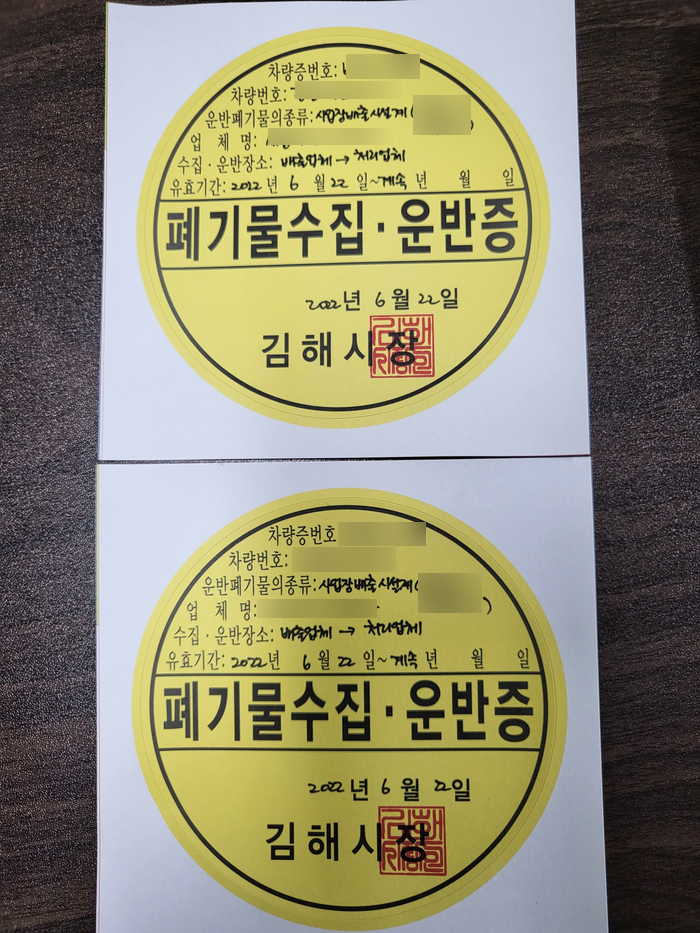 차량증번호:
차량번호:
운반폐기물의종류: 사업장배출시설계 (
업 체 명:
수집·운반장소: 배출업체 → 처리업체
유효기간: 2022년 6월 22일~계속 년 월 일
폐기물수집·운반증
2022년 6월 22일
김해시장
차량증번호
차량번호:
운반폐기물의종류: 사업장배출시설계 ( )
업 체 명:
수집·운반장소: 배출업체 → 처리업체
유효기간: 2022년 6월 22일~계속 년 월 일
폐기물수집·운반증
2022년 6월 22일
김해시장